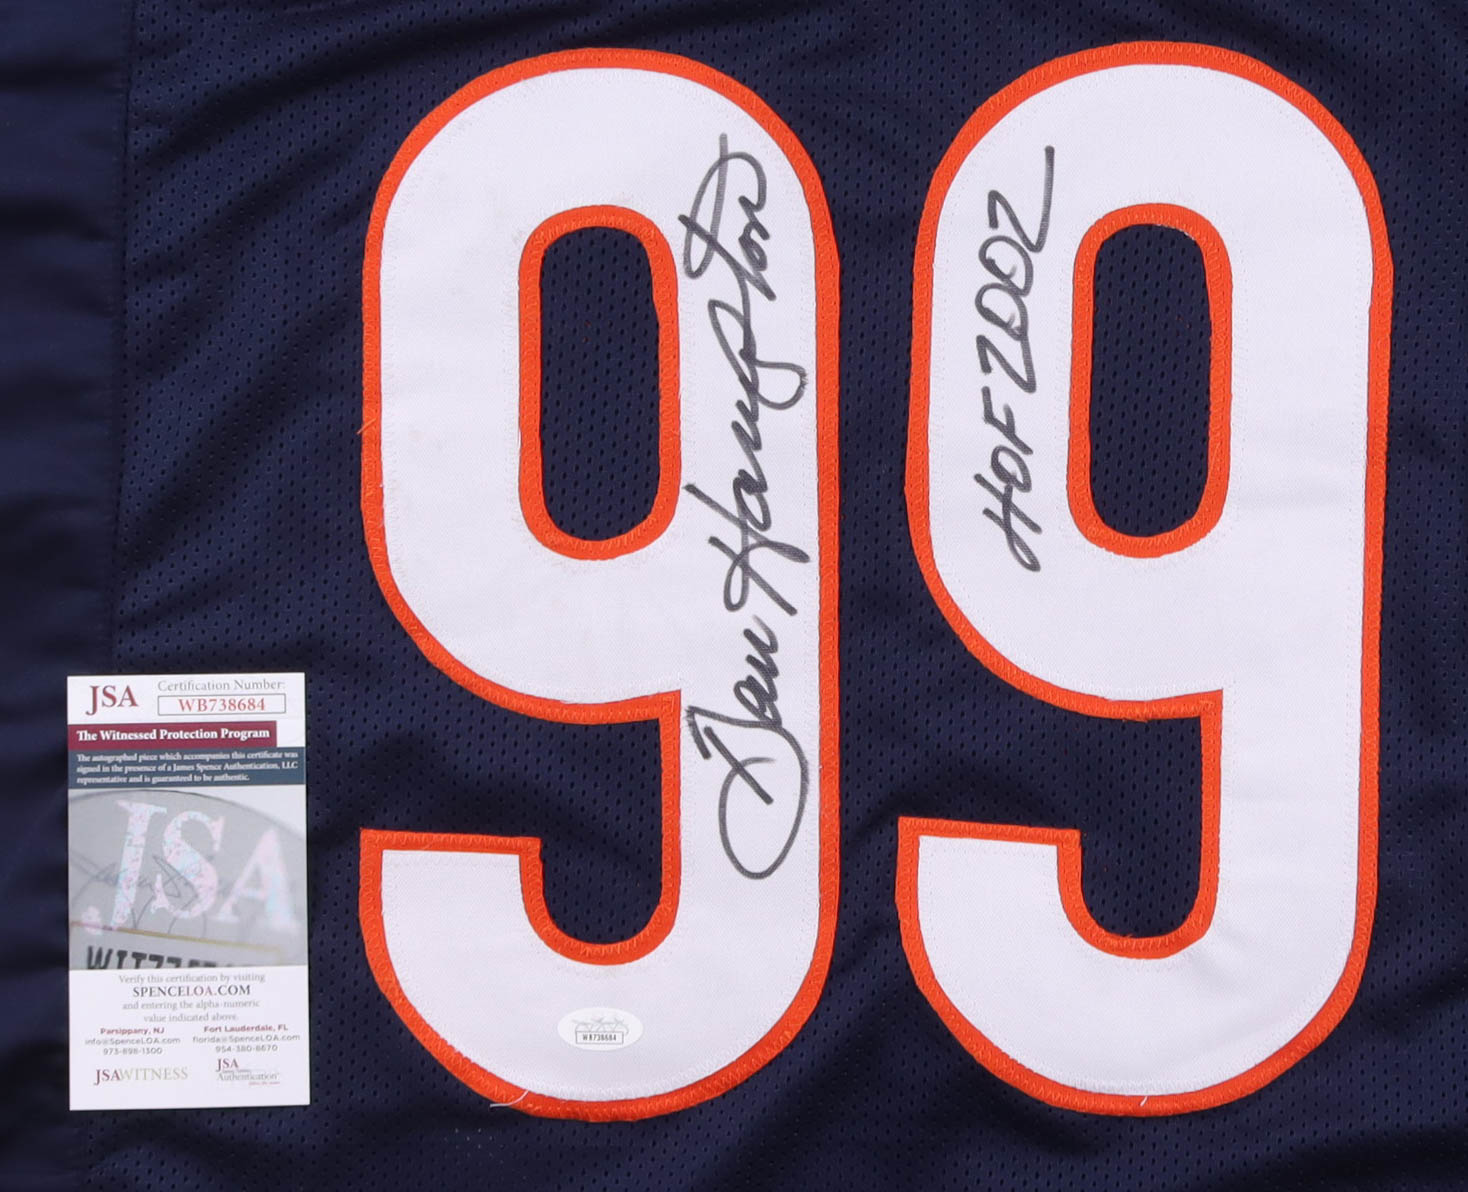 99
Dan Hampton
HOF 2002
JSA
Certification Number:
WB738684
The Witnessed Protection Program
The autographed piece which accompanies this certificate was
signed in the presence of a James Spence Authentication, LLC
representative and is guaranteed to be authentic.
JSA
Verify this certification by visiting
SPENCELOA.COM
and entering the alpha-numeric
value indicated above.
Parsippany, NJ
info@SpenceLOA.com
973-898-1300
Fort Lauderdale, FL
florida@SpenceLOA.com
954-380-8670
JSAWITNESS
JSA
Authentication
WB738684